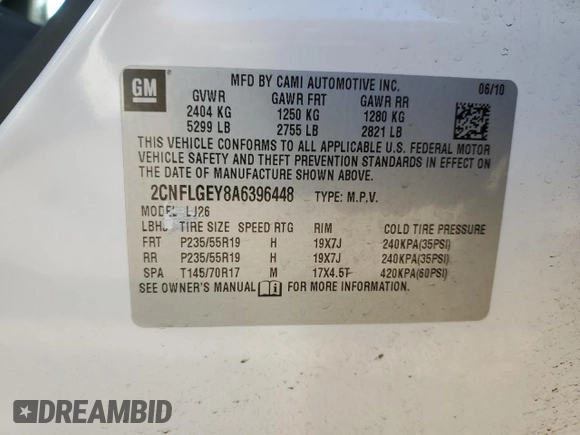 GM
MFD BY CAMI AUTOMOTIVE INC. 06/10
GVWR GAWR FRT GAWR RR
2404 KG 1250 KG 1280 KG
5299 LB 2755 LB 2821 LB
THIS VEHICLE CONFORMS TO ALL APPLICABLE U.S. FEDERAL MOTOR
VEHICLE SAFETY AND THEFT PREVENTION STANDARDS IN EFFECT ON
THE DATE OF MANUFACTURE SHOWN ABOVE.
2CNFLGEY8A6396448 TYPE: M.P.V.
MODEL: LJ26
TIRE SIZE SPEED RTG RIM COLD TIRE PRESSURE
FRT P235/55R19 H 19X7J 240KPA(35PSI)
RR P235/55R19 H 19X7J 240KPA(35PSI)
SPA T145/70R17 M 17X4.5T 420KPA(60PSI)
SEE OWNER'S MANUAL FOR MORE INFORMATION.
DREAMBID